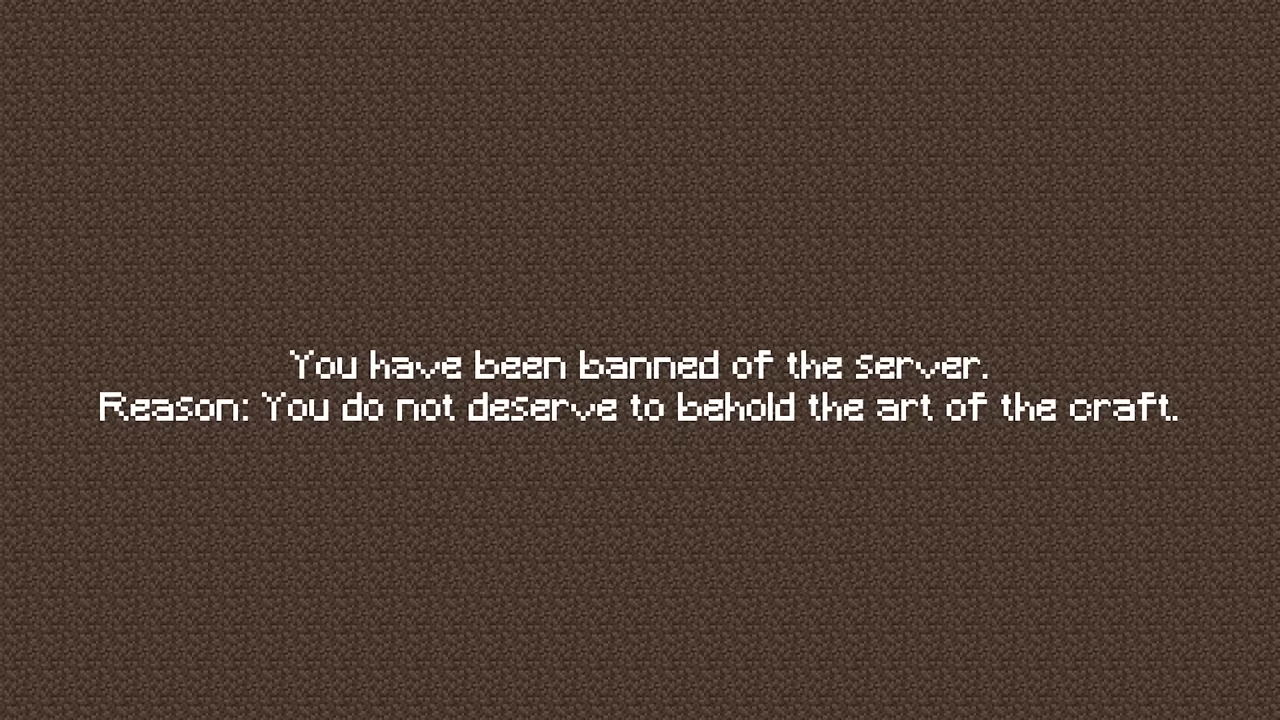 You have been banned of the server.
Reason: You do not deserve to behold the art of the craft.